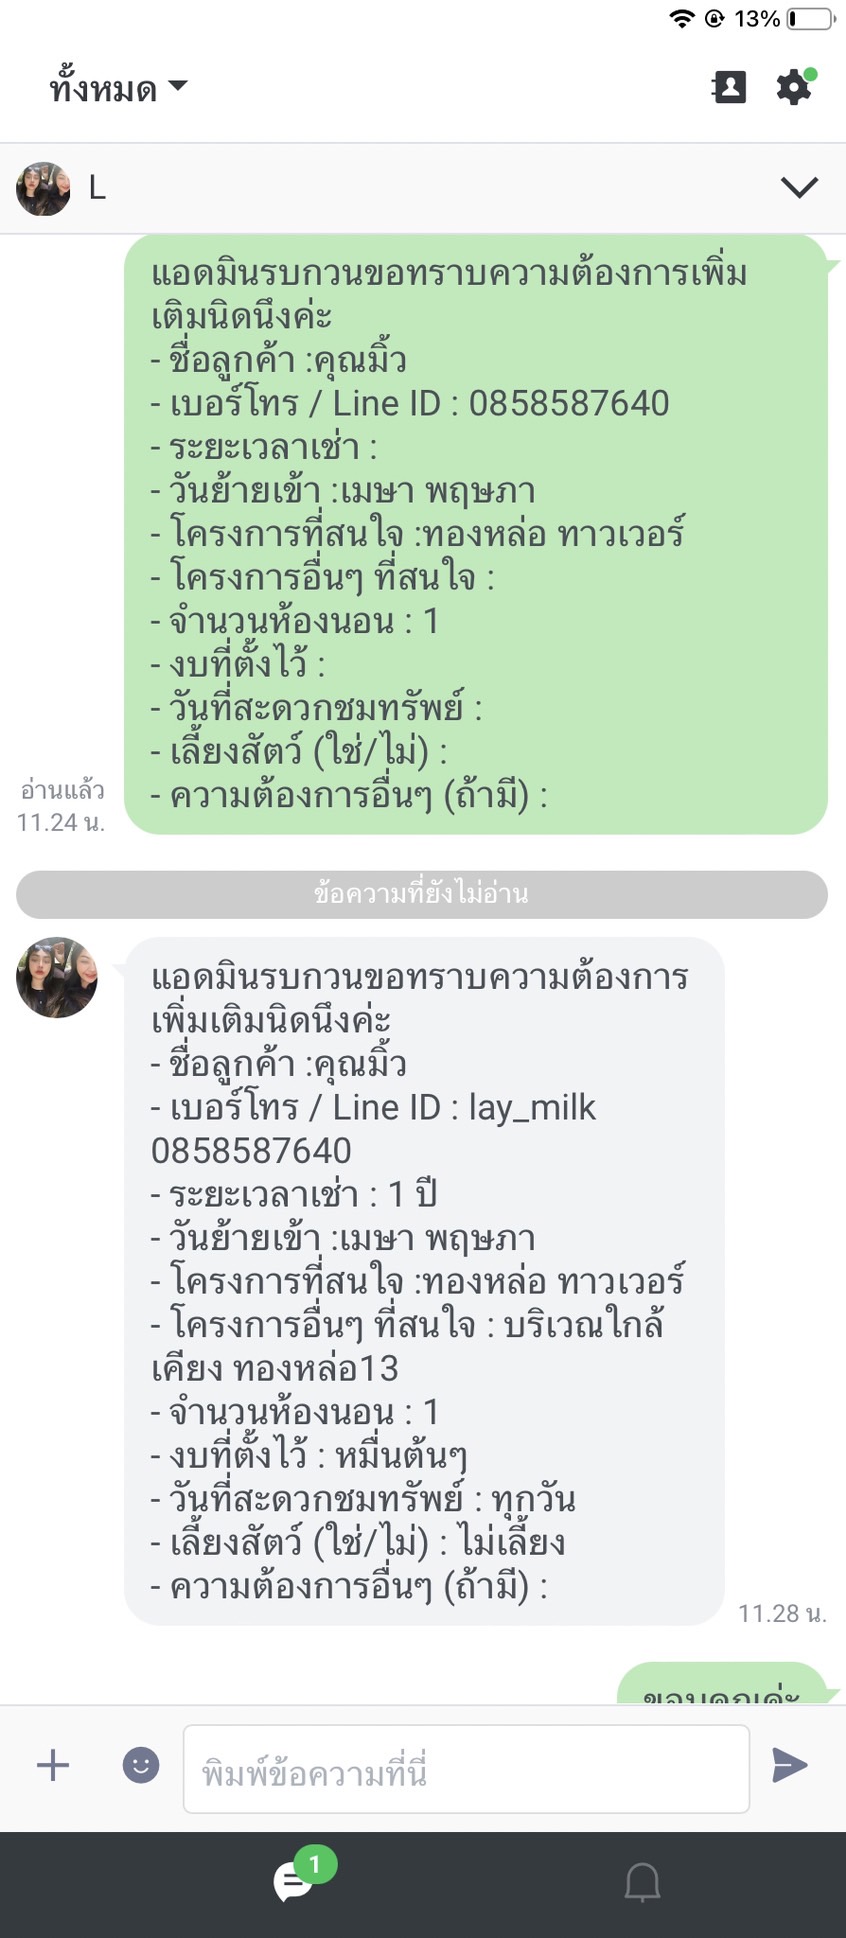 13%
ทั้งหมด
L
แอดมินรบกวนขอทราบความต้องการเพิ่ม
เติมนิดนึงค่ะ
- ชื่อลูกค้า :คุณมิ้ว
- เบอร์โทร / Line ID : 0858587640
- ระยะเวลาเช่า :
- วันย้ายเข้า :เมษา พฤษภา
- โครงการที่สนใจ :ทองหล่อ ทาวเวอร์
- โครงการอื่นๆ ที่สนใจ :
- จำนวนห้องนอน : 1
- งบที่ตั้งไว้ :
- วันที่สะดวกชมทรัพย์ :
- เลี้ยงสัตว์ (ใช่/ไม่) :
- ความต้องการอื่นๆ (ถ้ามี) :
อ่านแล้ว
11.24 น.
ข้อความที่ยังไม่อ่าน
แอดมินรบกวนขอทราบความต้องการ
เพิ่มเติมนิดนึงค่ะ
- ชื่อลูกค้า :คุณมิ้ว
- เบอร์โทร / Line ID : lay_milk
0858587640
- ระยะเวลาเช่า : 1 ปี
- วันย้ายเข้า :เมษา พฤษภา
- โครงการที่สนใจ :ทองหล่อ ทาวเวอร์
- โครงการอื่นๆ ที่สนใจ : บริเวณใกล้
เคียง ทองหล่อ13
- จำนวนห้องนอน : 1
- งบที่ตั้งไว้ : หมื่นต้นๆ
- วันที่สะดวกชมทรัพย์ : ทุกวัน
- เลี้ยงสัตว์ (ใช่/ไม่) : ไม่เลี้ยง
- ความต้องการอื่นๆ (ถ้ามี) :
11.28 น.
ขอบคุณค่ะ
พิมพ์ข้อความที่นี่
1